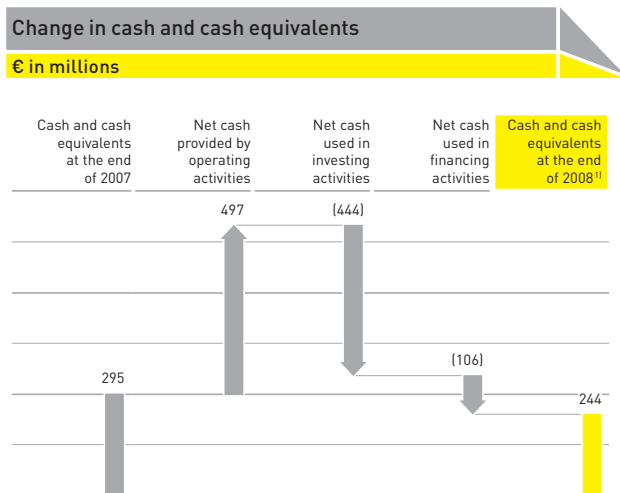 Change in cash and cash equivalents
€ in millions
Cash and cash
equivalents
at the end
of 2007
Net cash
provided by
operating
activities
Net cash
used in
investing
activities
Net cash
used in
financing
activities
Cash and cash
equivalents
at the end
of 2008¹⁾
497
(444)
(106)
295
244